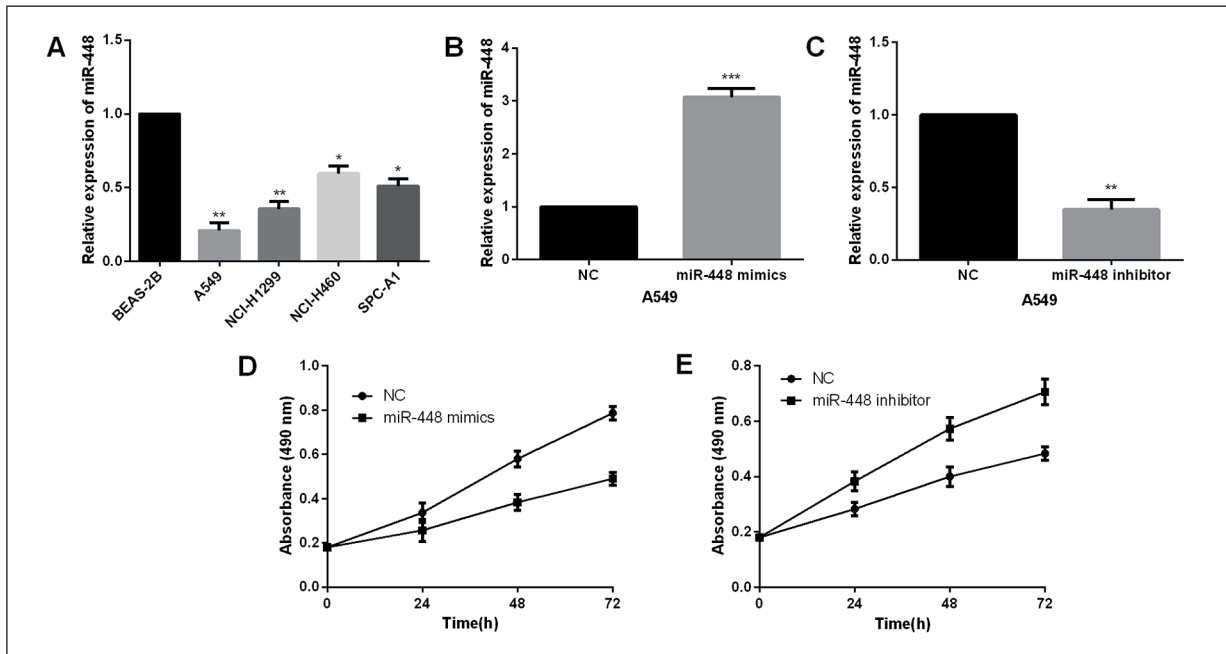 A
Relative expression of miR-448
1.5
1.0
0.5
0.0
**
**
*
*
BEAS-2B
A549
NCI-H1299
NCI-H460
SPC-A1
B
Relative expression of miR-448
4
3
2
1
0
***
NC
miR-448 mimics
A549
C
Relative expression of miR-448
1.5
1.0
0.5
0.0
**
NC
miR-448 inhibitor
A549
D
Absorbance (490 nm)
1.0
0.8
0.6
0.4
0.2
0.0
NC
miR-448 mimics
0
24
48
72
Time(h)
E
Absorbance (490 nm)
0.8
0.6
0.4
0.2
0.0
NC
miR-448 inhibitor
0
24
48
72
Time(h)